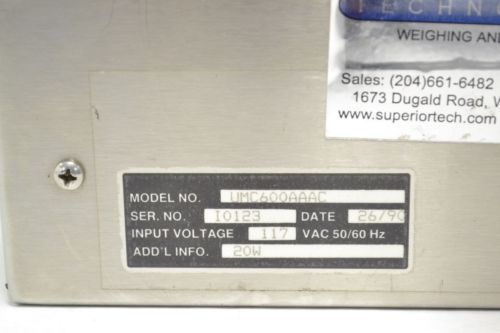 TECHNO
WEIGHING AND
Sales: (204)661-6482
1673 Dugald Road, W
www.superiortech.com
MODEL NO. UMC600AAAC
SER. NO. I0123 DATE 26/90
INPUT VOLTAGE 117 VAC 50/60 Hz
ADD'L INFO. 20W